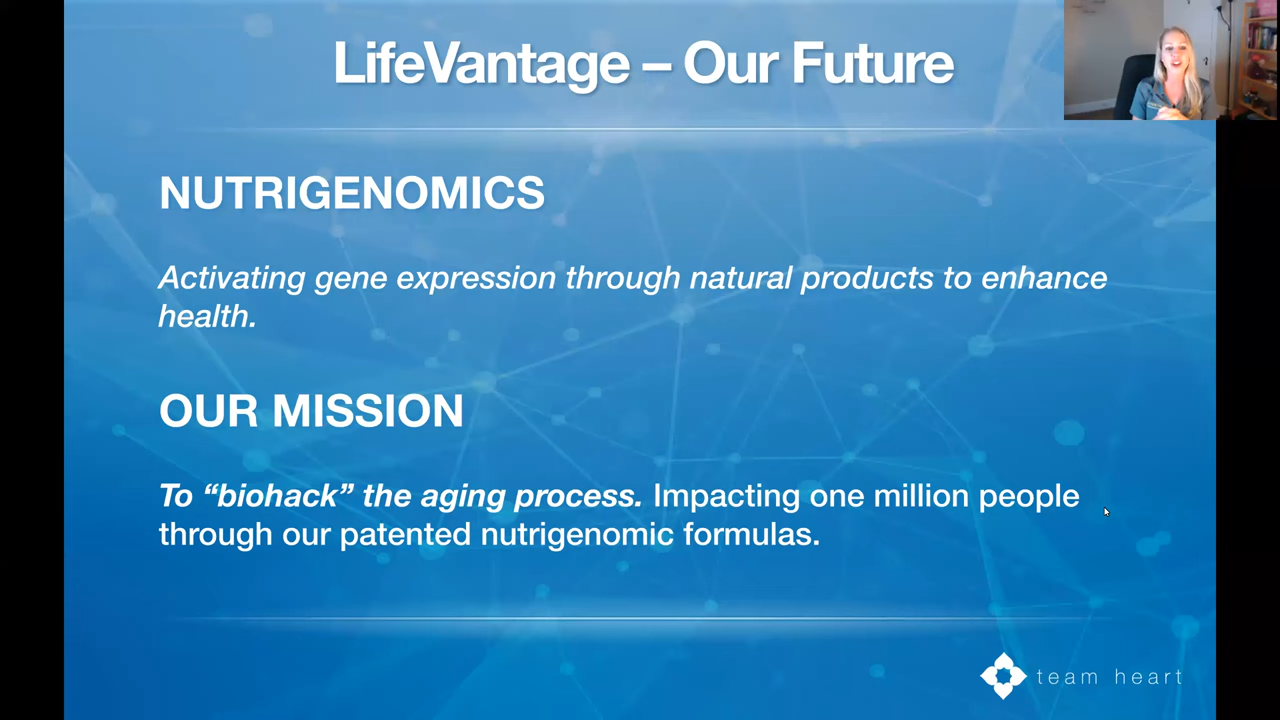 LifeVantage – Our Future
NUTRIGENOMICS
Activating gene expression through natural products to enhance
health.
OUR MISSION
To “biohack” the aging process. Impacting one million people
through our patented nutrigenomic formulas.
team heart